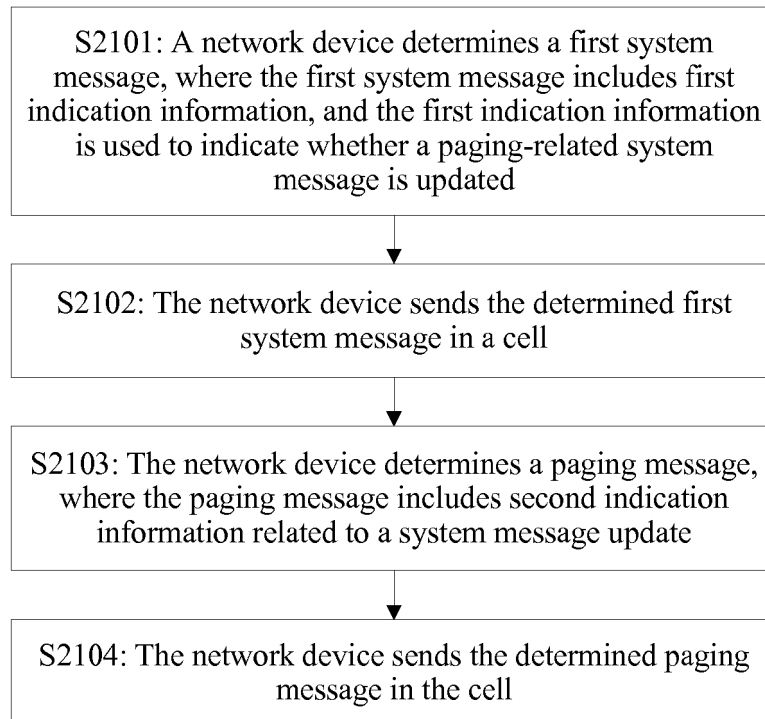 S2101: A network device determines a first system
message, where the first system message includes first
indication information, and the first indication information
is used to indicate whether a paging-related system
message is updated
S2102: The network device sends the determined first
system message in a cell
S2103: The network device determines a paging message,
where the paging message includes second indication
information related to a system message update
S2104: The network device sends the determined paging
message in the cell